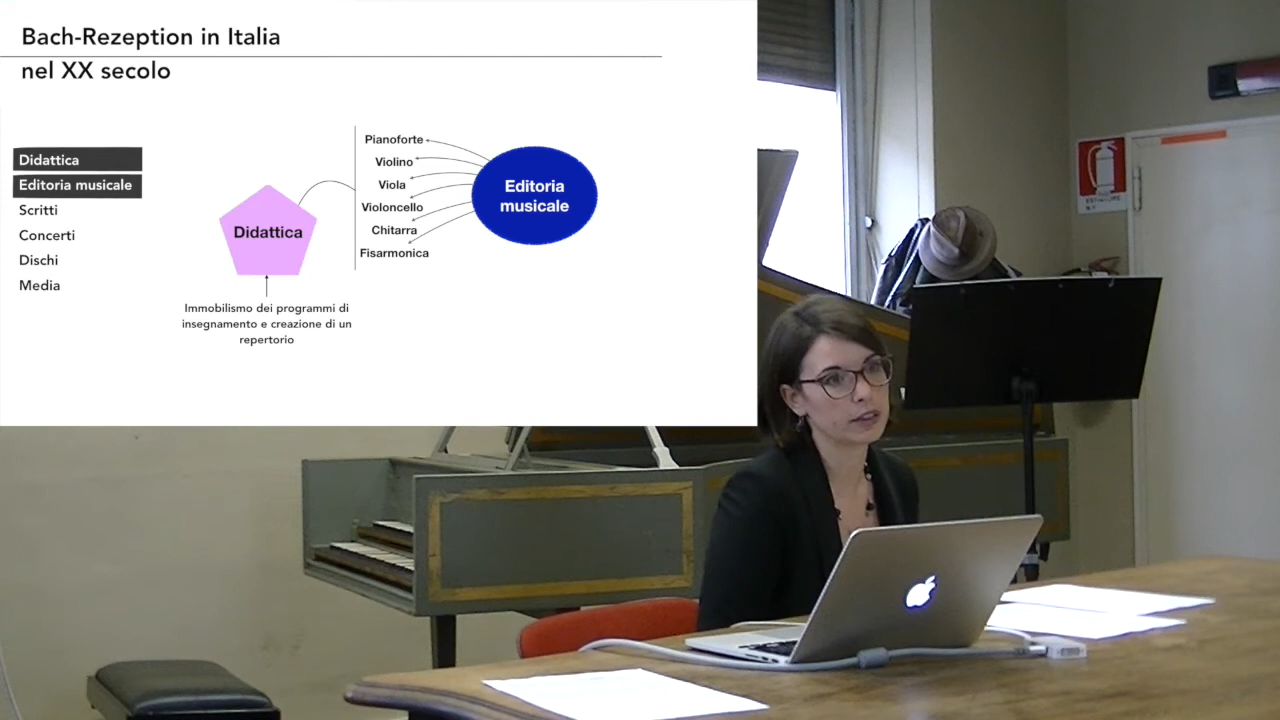 Bach-Rezeption in Italia
nel XX secolo
Didattica
Editoria musicale
Scritti
Concerti
Dischi
Media
Didattica
Immobilismo dei programmi di
insegnamento e creazione di un
repertorio
Pianoforte
Violino
Viola
Violoncello
Chitarra
Fisarmonica
Editoria
musicale
ESTINTORE